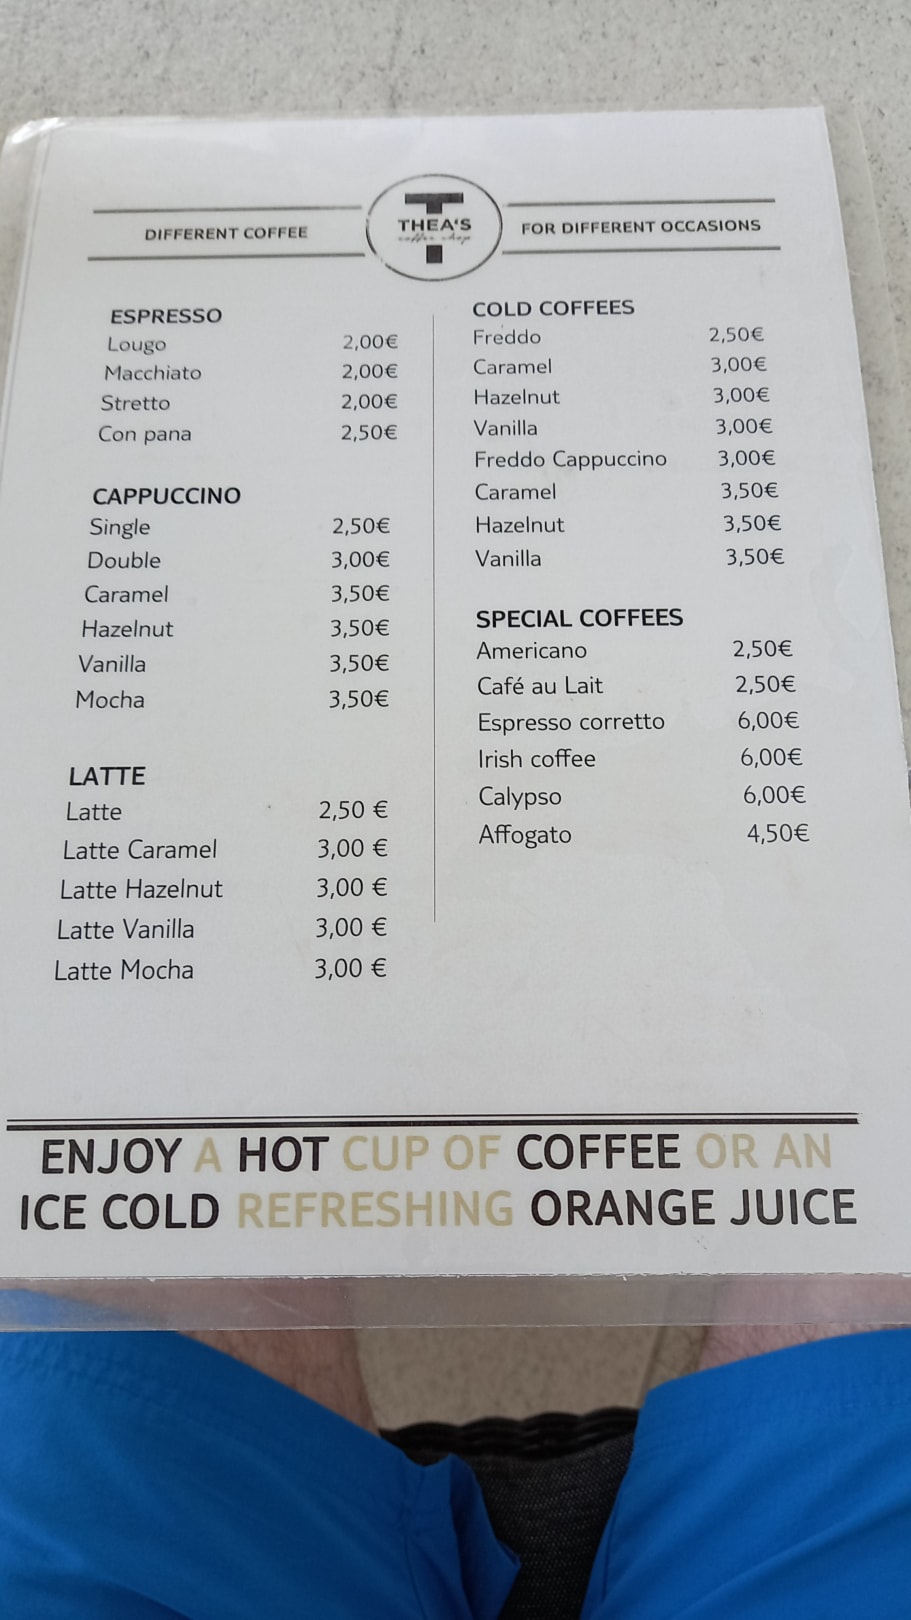 DIFFERENT COFFEE
THEA'S
coffee shop
FOR DIFFERENT OCCASIONS
ESPRESSO
Lougo 2,00€
Macchiato 2,00€
Stretto 2,00€
Con pana 2,50€
CAPPUCCINO
Single 2,50€
Double 3,00€
Caramel 3,50€
Hazelnut 3,50€
Vanilla 3,50€
Mocha 3,50€
LATTE
Latte 2,50 €
Latte Caramel 3,00 €
Latte Hazelnut 3,00 €
Latte Vanilla 3,00 €
Latte Mocha 3,00 €
COLD COFFEES
Freddo 2,50€
Caramel 3,00€
Hazelnut 3,00€
Vanilla 3,00€
Freddo Cappuccino 3,00€
Caramel 3,50€
Hazelnut 3,50€
Vanilla 3,50€
SPECIAL COFFEES
Americano 2,50€
Café au Lait 2,50€
Espresso corretto 6,00€
Irish coffee 6,00€
Calypso 6,00€
Affogato 4,50€
ENJOY A HOT CUP OF COFFEE OR AN
ICE COLD REFRESHING ORANGE JUICE